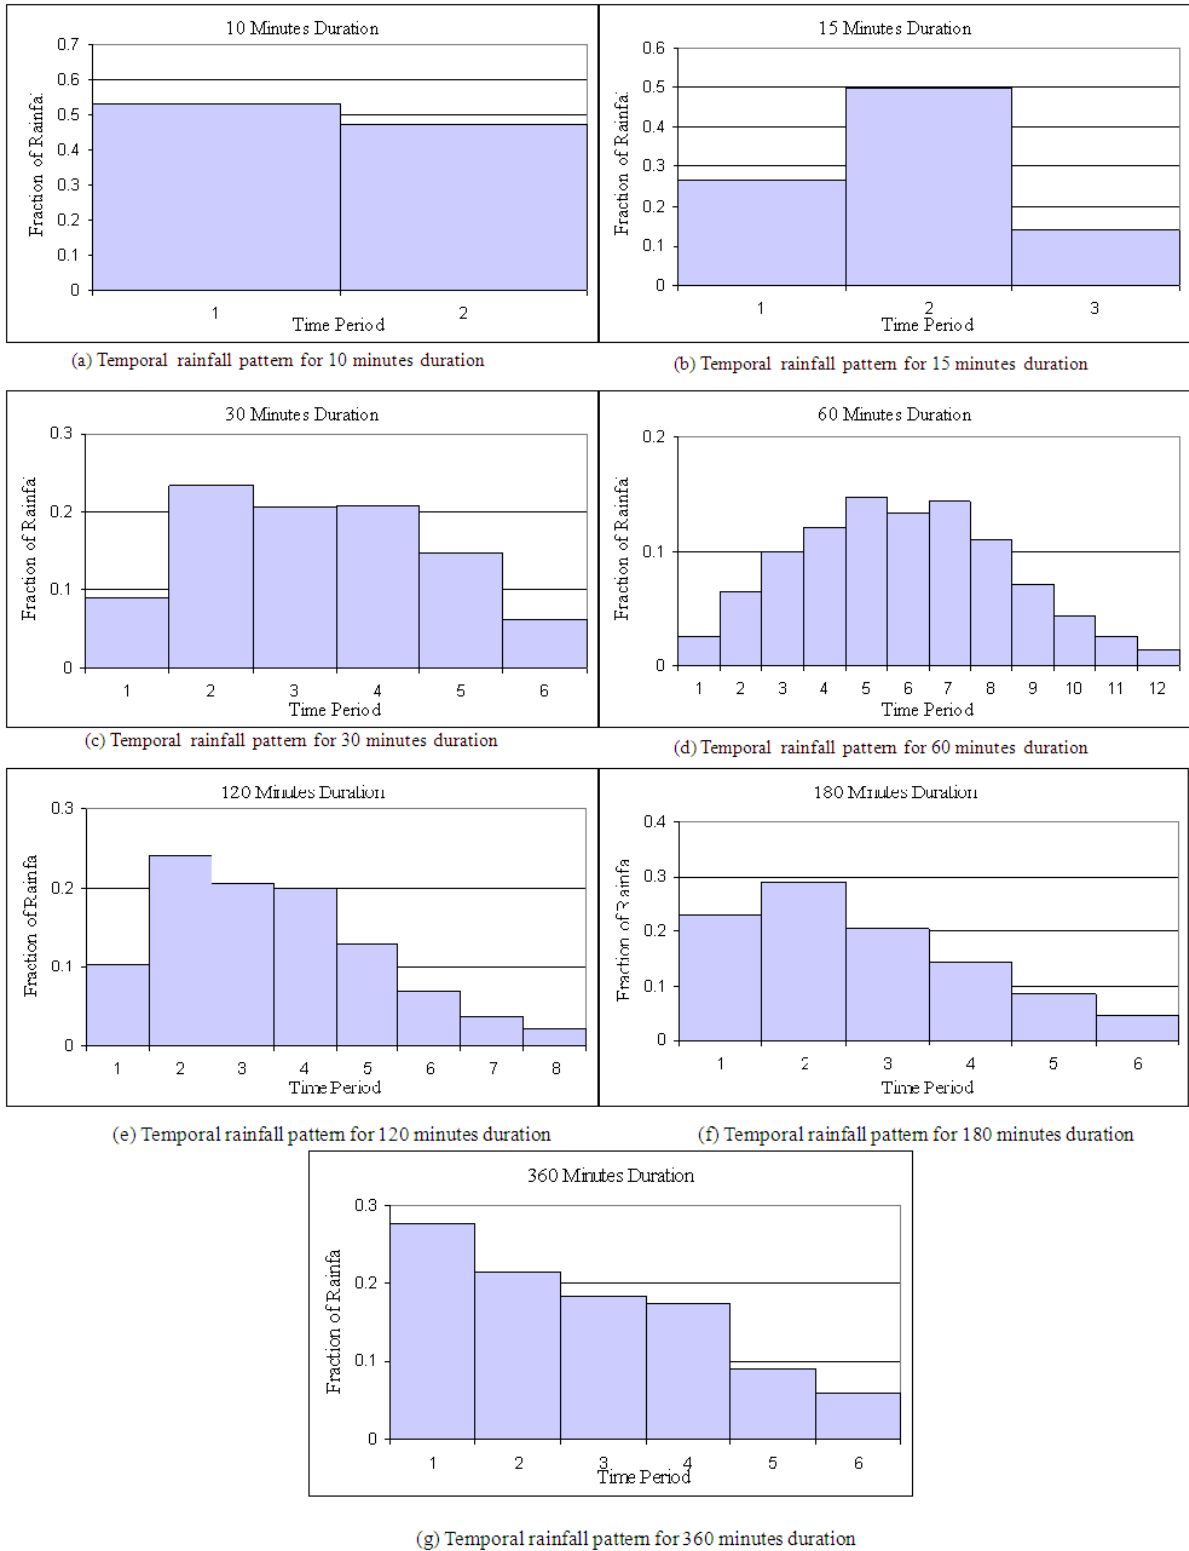 10 Minutes Duration
Fraction of Rainfa
0.7
0.6
0.5
0.4
0.3
0.2
0.1
0
1 2
Time Period
(a) Temporal rainfall pattern for 10 minutes duration
15 Minutes Duration
Fraction of Rainfa
0.6
0.5
0.4
0.3
0.2
0.1
0
1 2 3
Time Period
(b) Temporal rainfall pattern for 15 minutes duration
30 Minutes Duration
Fraction of Rainfa
0.3
0.2
0.1
0
1 2 3 4 5 6
Time Period
(c) Temporal rainfall pattern for 30 minutes duration
60 Minutes Duration
Fraction of Rainfa
0.2
0.1
0
1 2 3 4 5 6 7 8 9 10 11 12
Time Period
(d) Temporal rainfall pattern for 60 minutes duration
120 Minutes Duration
Fraction of Rainfa
0.3
0.2
0.1
0
1 2 3 4 5 6 7 8
Time Period
(e) Temporal rainfall pattern for 120 minutes duration
180 Minutes Duration
Fraction of Rainfa
0.4
0.3
0.2
0.1
0
1 2 3 4 5 6
Time Period
(f) Temporal rainfall pattern for 180 minutes duration
360 Minutes Duration
Fraction of Rainfa
0.3
0.2
0.1
0
1 2 3 4 5 6
Time Period
(g) Temporal rainfall pattern for 360 minutes duration